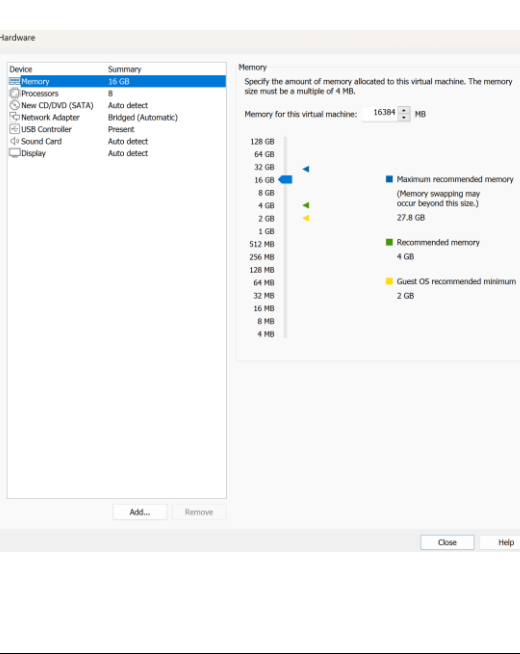 Hardware
Device Summary
Memory 16 GB
Processors 8
New CD/DVD (SATA) Auto detect
Network Adapter Bridged (Automatic)
USB Controller Present
Sound Card Auto detect
Display Auto detect
Add... Remove
Memory
Specify the amount of memory allocated to this virtual machine. The memory
size must be a multiple of 4 MB.
Memory for this virtual machine: 16384 MB
128 GB
64 GB
32 GB
16 GB
8 GB
4 GB
2 GB
1 GB
512 MB
256 MB
128 MB
64 MB
32 MB
16 MB
8 MB
4 MB
Maximum recommended memory
(Memory swapping may
occur beyond this size.)
27.8 GB
Recommended memory
4 GB
Guest OS recommended minimum
2 GB
Close Help